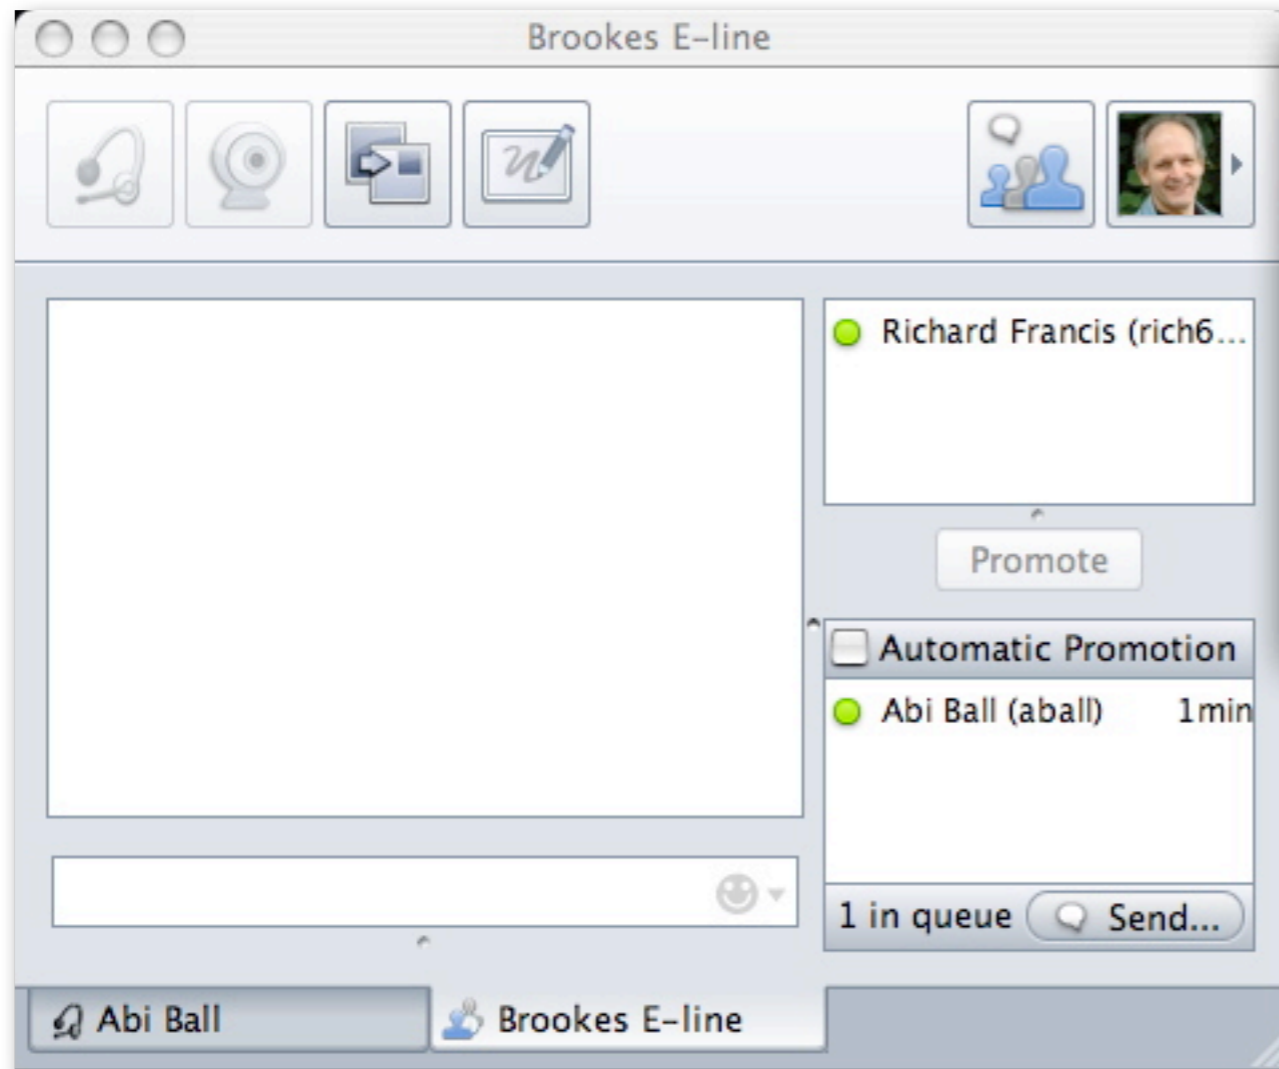 Brookes E-line
Richard Francis (rich6...
Promote
Automatic Promotion
Abi Ball (aball) 1min
1 in queue Send...
Abi Ball
Brookes E-line